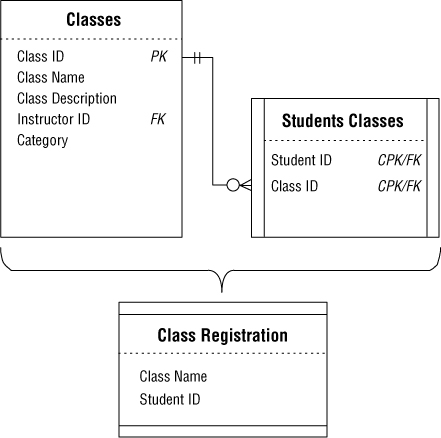 Classes
Class ID PK
Class Name
Class Description
Instructor ID FK
Category
Students Classes
Student ID CPK/FK
Class ID CPK/FK
Class Registration
Class Name
Student ID